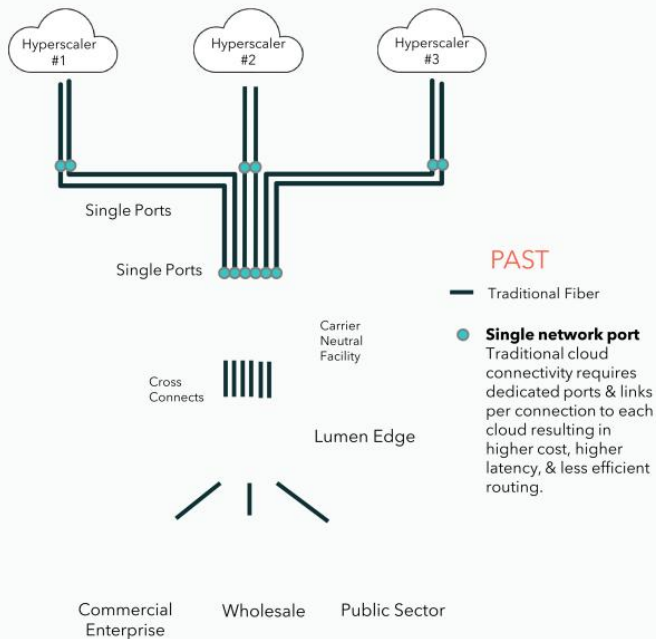 Hyperscaler
#1
Hyperscaler
#2
Hyperscaler
#3
Single Ports
Single Ports
PAST
Traditional Fiber
Single network port
Traditional cloud
connectivity requires
dedicated ports & links
per connection to each
cloud resulting in
higher cost, higher
latency, & less efficient
routing.
Carrier
Neutral
Facility
Cross
Connects
Lumen Edge
Commercial
Enterprise
Wholesale
Public Sector